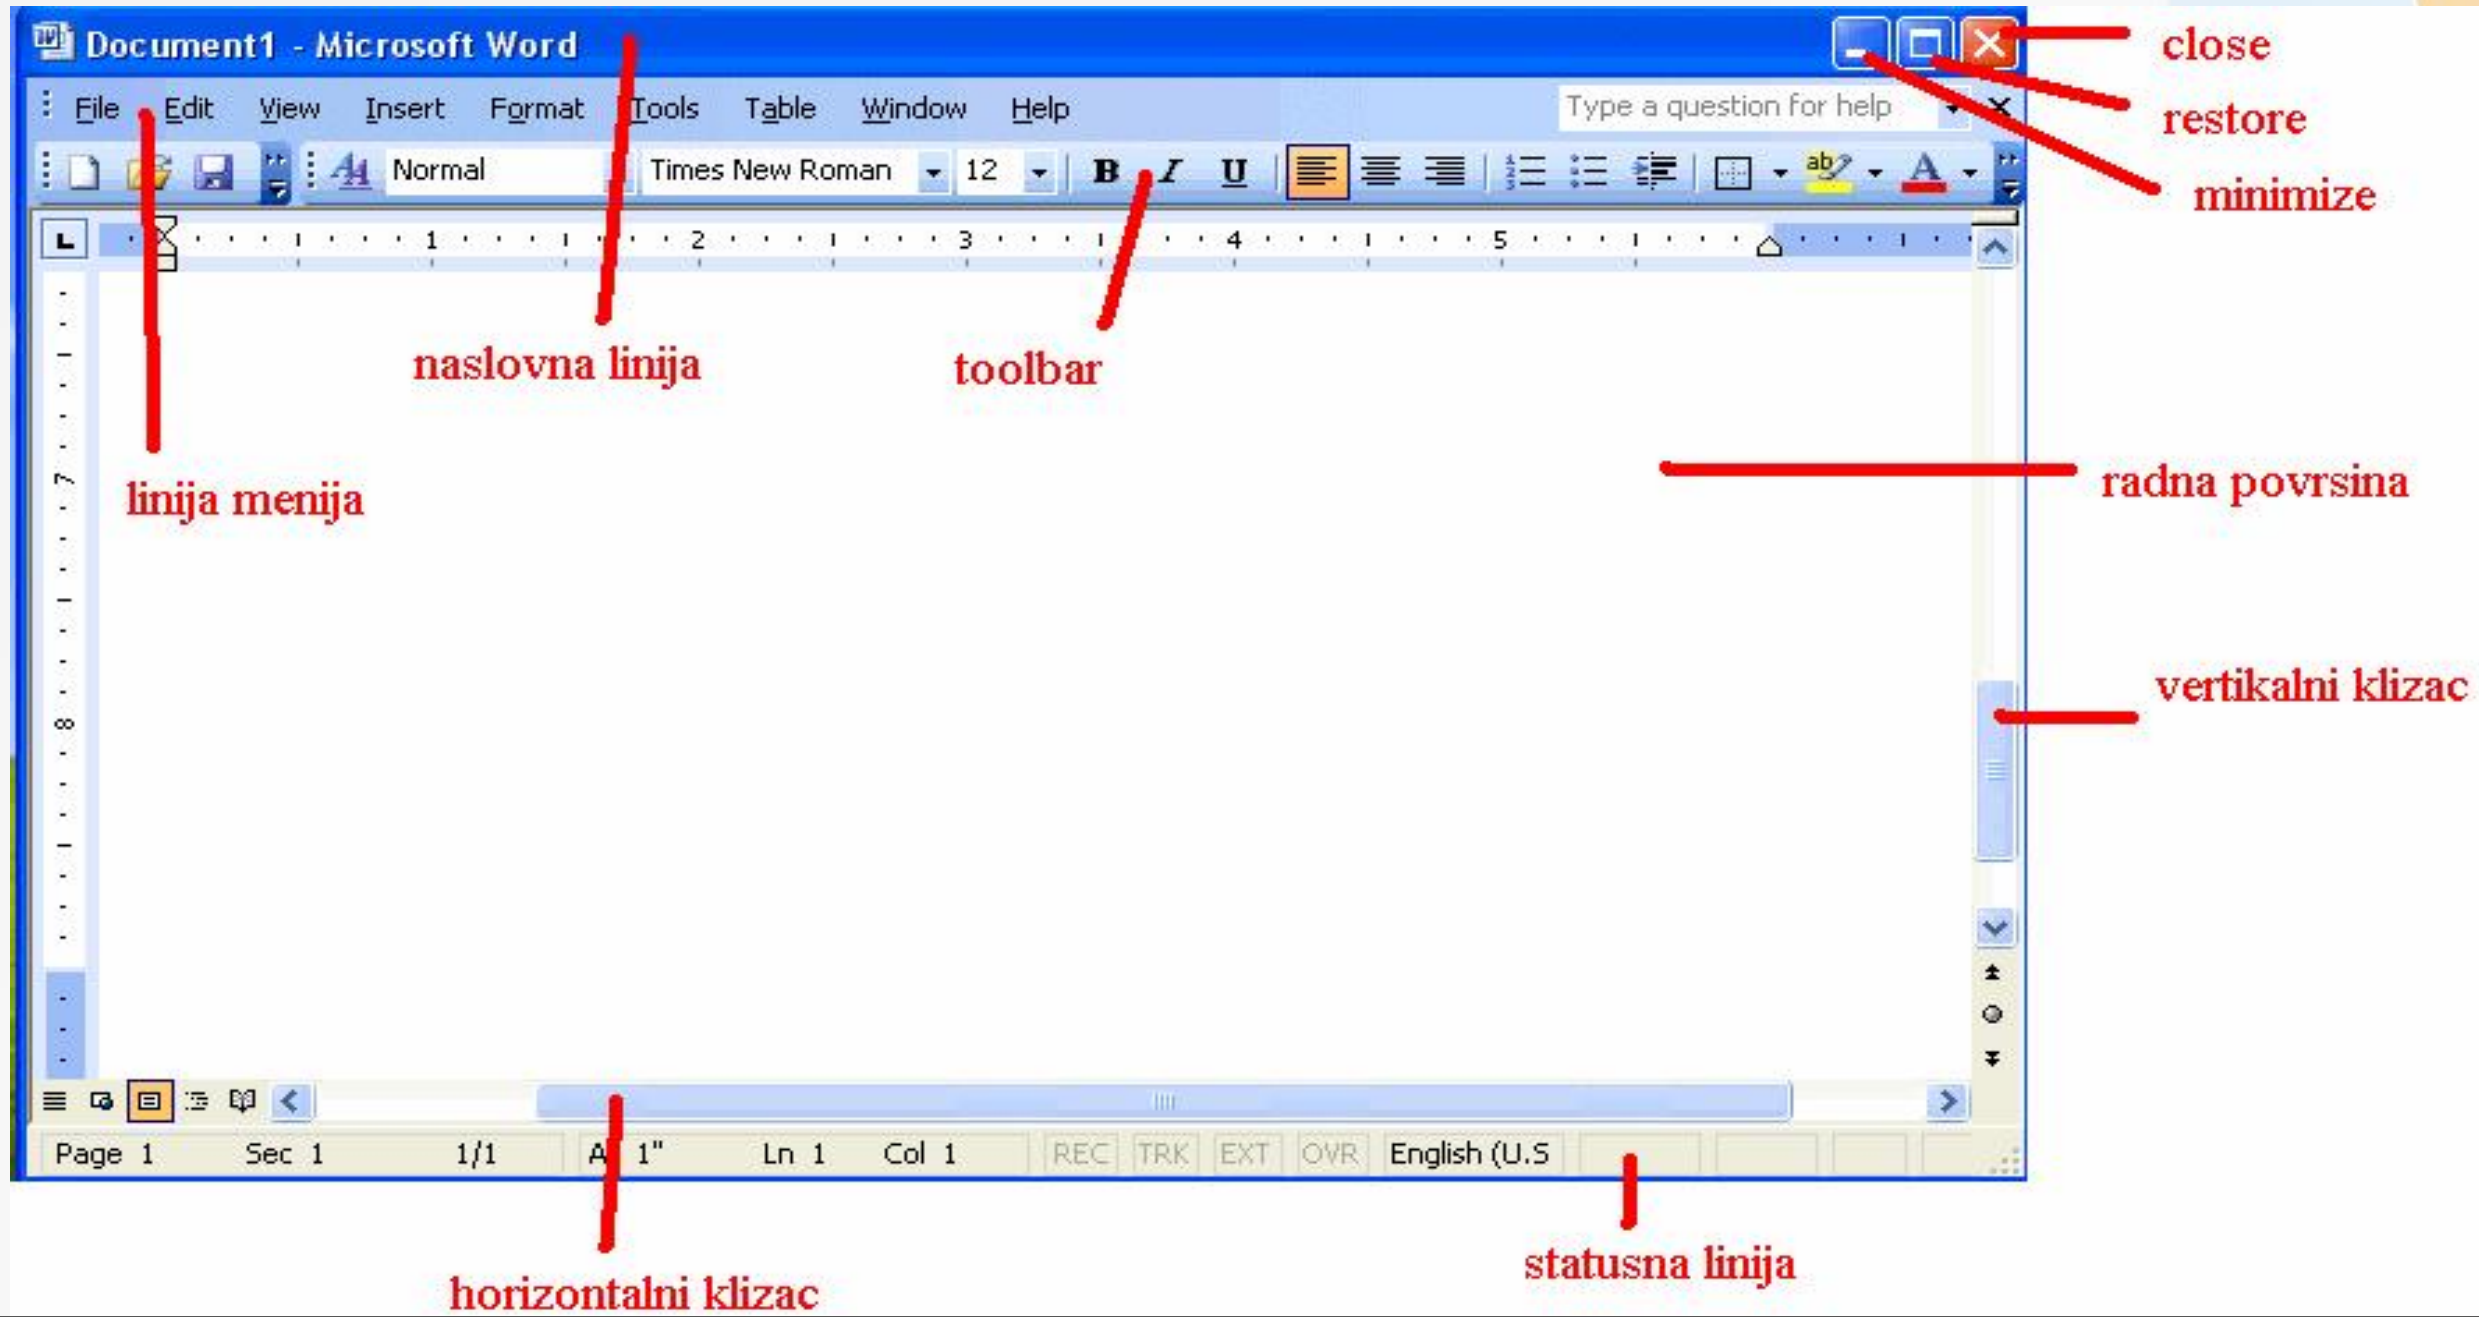 Document1 - Microsoft Word
close
File Edit View Insert Format Tools Table Window Help Type a question for help
restore
Normal Times New Roman 12 B I U ab A
minimize
1 2 3 4 5
naslovna linija
toolbar
linija menija
7
radna povrsina
vertikalni klizac
8
Page 1 Sec 1 1/1 A 1" Ln 1 Col 1 REC TRK EXT OVR English (U.S
statusna linija
horizontalni klizac